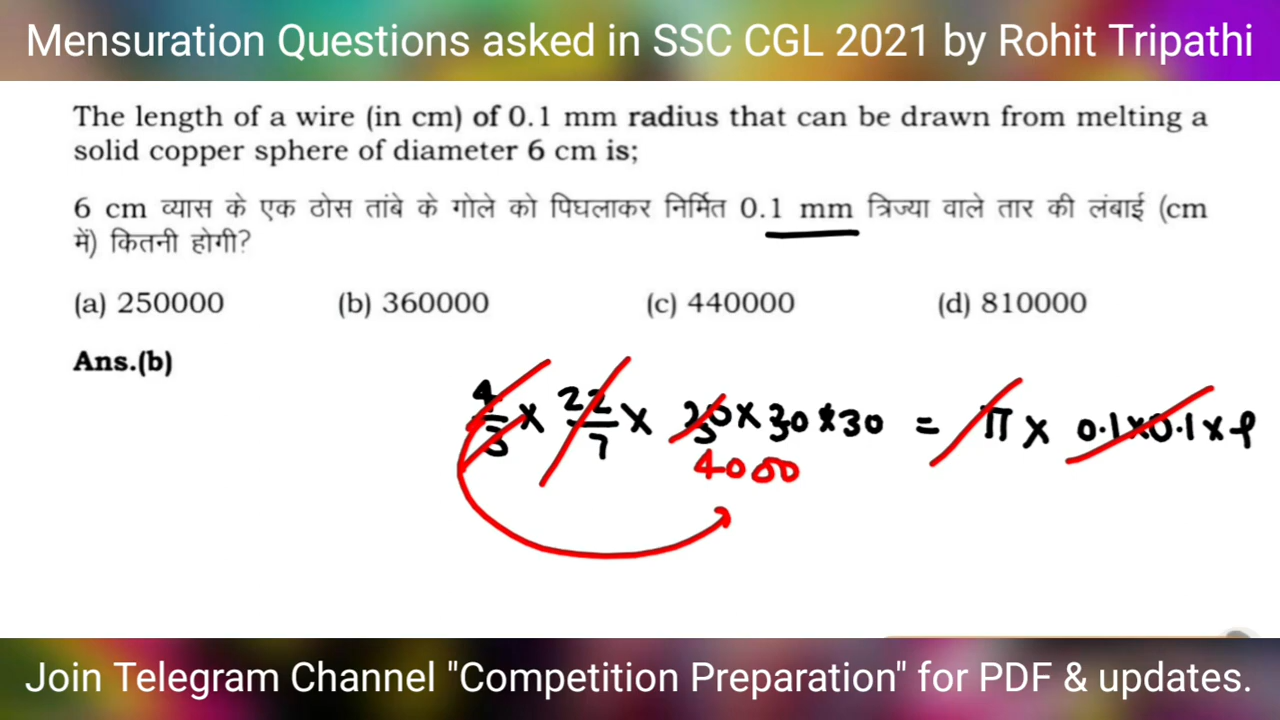 Mensuration Questions asked in SSC CGL 2021 by Rohit Tripathi
The length of a wire (in cm) of 0.1 mm radius that can be drawn from melting a
solid copper sphere of diameter 6 cm is;
6 cm व्यास के एक ठोस तांबे के गोले को पिघलाकर निर्मित 0.1 mm त्रिज्या वाले तार की लंबाई (cm
में) कितनी होगी?
(a) 250000 (b) 360000 (c) 440000 (d) 810000
Ans.(b)
4/3 × 22/7 × × 30 × 30 = π × 0.1 × 0.1 × l
4000
Join Telegram Channel "Competition Preparation" for PDF & updates.